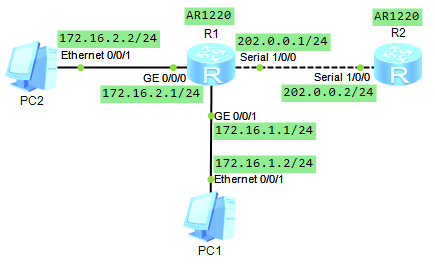 AR1220
R1
AR1220
R2
172.16.2.2/24
Ethernet 0/0/1
202.0.0.1/24
Serial 1/0/0
GE 0/0/0
R
Serial 1/0/0
R
PC2
172.16.2.1/24
202.0.0.2/24
GE 0/0/1
172.16.1.1/24
172.16.1.2/24
Ethernet 0/0/1
PC1